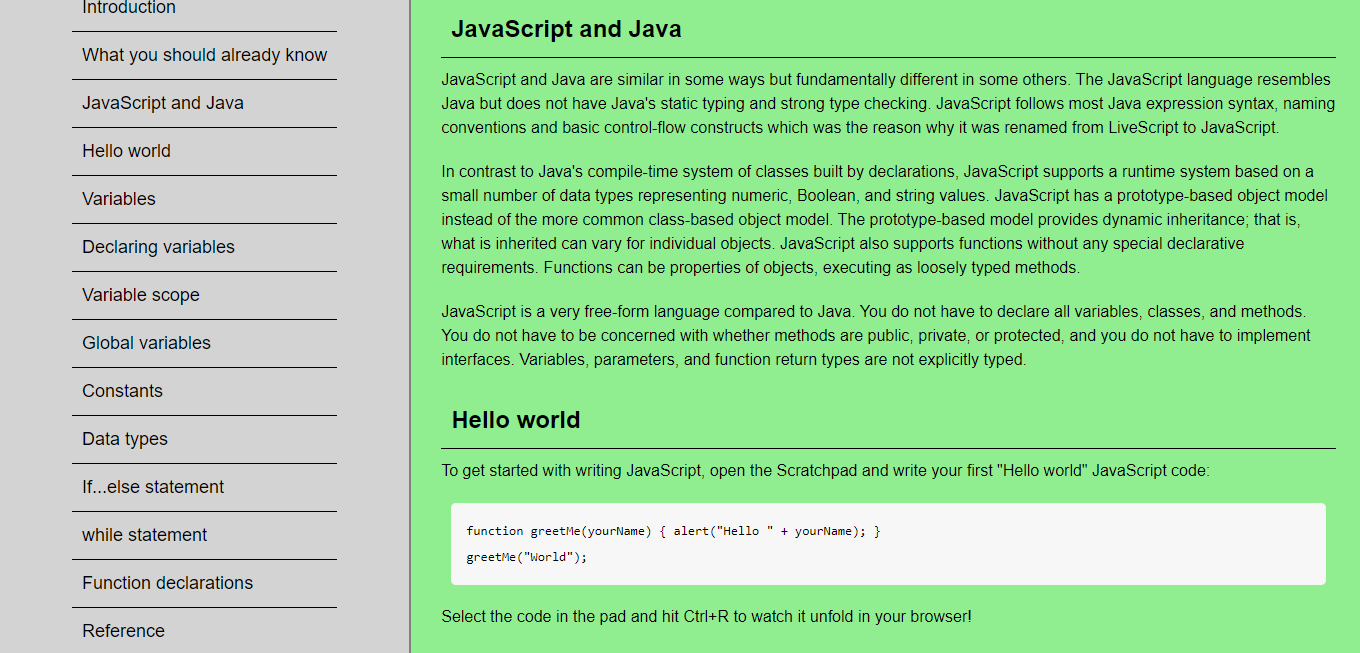 Introduction
What you should already know
JavaScript and Java
Hello world
Variables
Declaring variables
Variable scope
Global variables
Constants
Data types
If...else statement
while statement
Function declarations
Reference
JavaScript and Java
JavaScript and Java are similar in some ways but fundamentally different in some others. The JavaScript language resembles
Java but does not have Java's static typing and strong type checking. JavaScript follows most Java expression syntax, naming
conventions and basic control-flow constructs which was the reason why it was renamed from LiveScript to JavaScript.
In contrast to Java's compile-time system of classes built by declarations, JavaScript supports a runtime system based on a
small number of data types representing numeric, Boolean, and string values. JavaScript has a prototype-based object model
instead of the more common class-based object model. The prototype-based model provides dynamic inheritance; that is,
what is inherited can vary for individual objects. JavaScript also supports functions without any special declarative
requirements. Functions can be properties of objects, executing as loosely typed methods.
JavaScript is a very free-form language compared to Java. You do not have to declare all variables, classes, and methods.
You do not have to be concerned with whether methods are public, private, or protected, and you do not have to implement
interfaces. Variables, parameters, and function return types are not explicitly typed.
Hello world
To get started with writing JavaScript, open the Scratchpad and write your first "Hello world" JavaScript code:
function greetMe(yourName) { alert("Hello " + yourName); }
greetMe("World");
Select the code in the pad and hit Ctrl+R to watch it unfold in your browser!